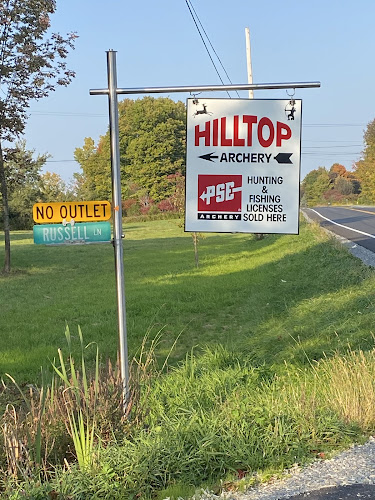 HILLTOP
ARCHERY
PSE
ARCHERY
HUNTING
&
FISHING
LICENSES
SOLD HERE
NO OUTLET
RUSSELL LN